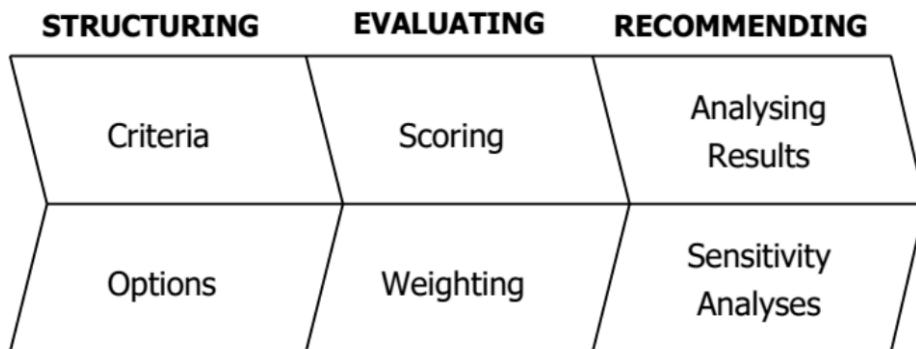 STRUCTURING EVALUATING RECOMMENDING
Criteria Scoring Analysing
Results
Options Weighting Sensitivity
Analyses